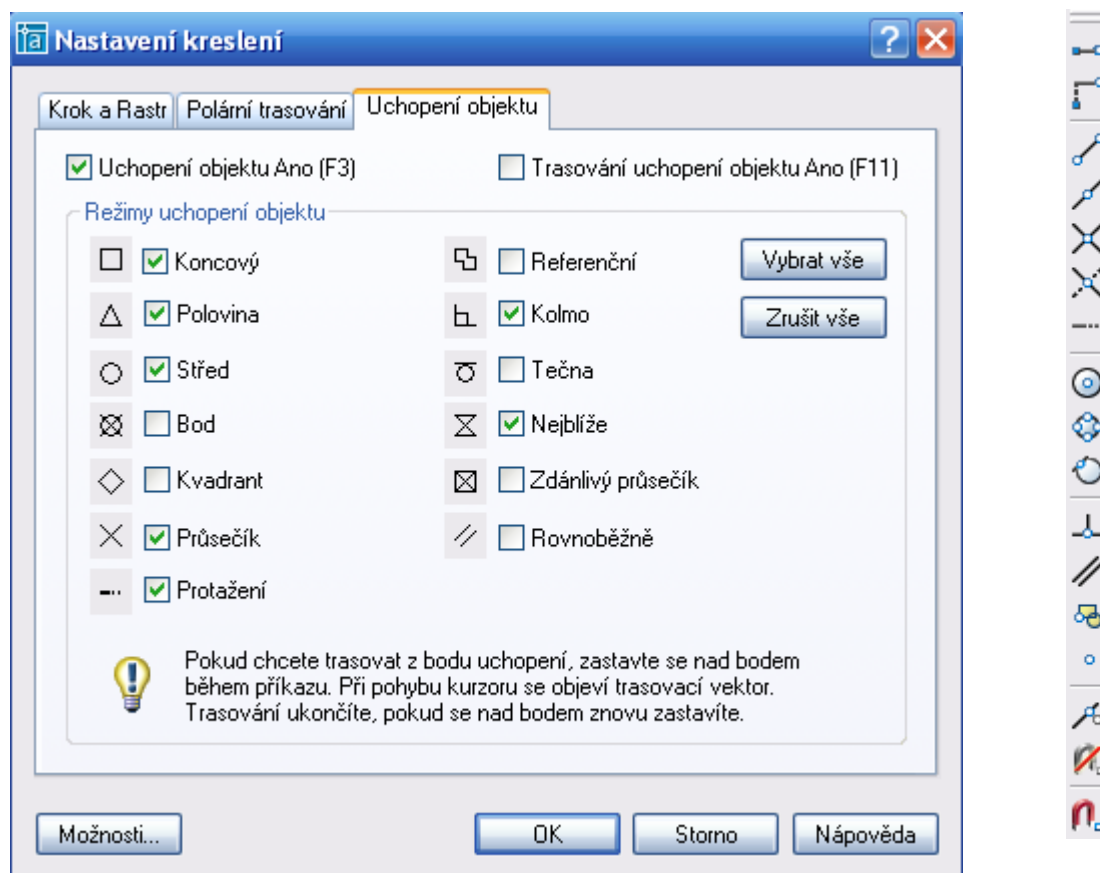 Nastavení kreslení
Krok a Rastr
Polární trasování
Uchopení objektu
Uchopení objektu Ano (F3)
Trasování uchopení objektu Ano (F11)
Režimy uchopení objektu
Koncový
Referenční
Vybrat vše
Polovina
Kolmo
Zrušit vše
Střed
Tečna
Bod
Nejblíže
Kvadrant
Zdánlivý průsečík
Průsečík
Rovnoběžně
Protažení
Pokud chcete trasovat z bodu uchopení, zastavte se nad bodem
během příkazu. Při pohybu kurzoru se objeví trasovací vektor.
Trasování ukončíte, pokud se nad bodem znovu zastavíte.
Možnosti...
OK
Storno
Nápověda